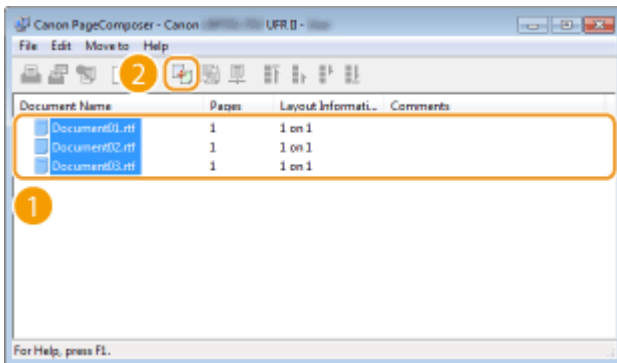 Canon PageComposer - Canon UFR II -
File Edit Move to Help
2
Document Name Pages Layout Informati... Comments
Document01.rtf 1 1 on 1
Document02.rtf 1 1 on 1
Document03.rtf 1 1 on 1
1
For Help, press F1.